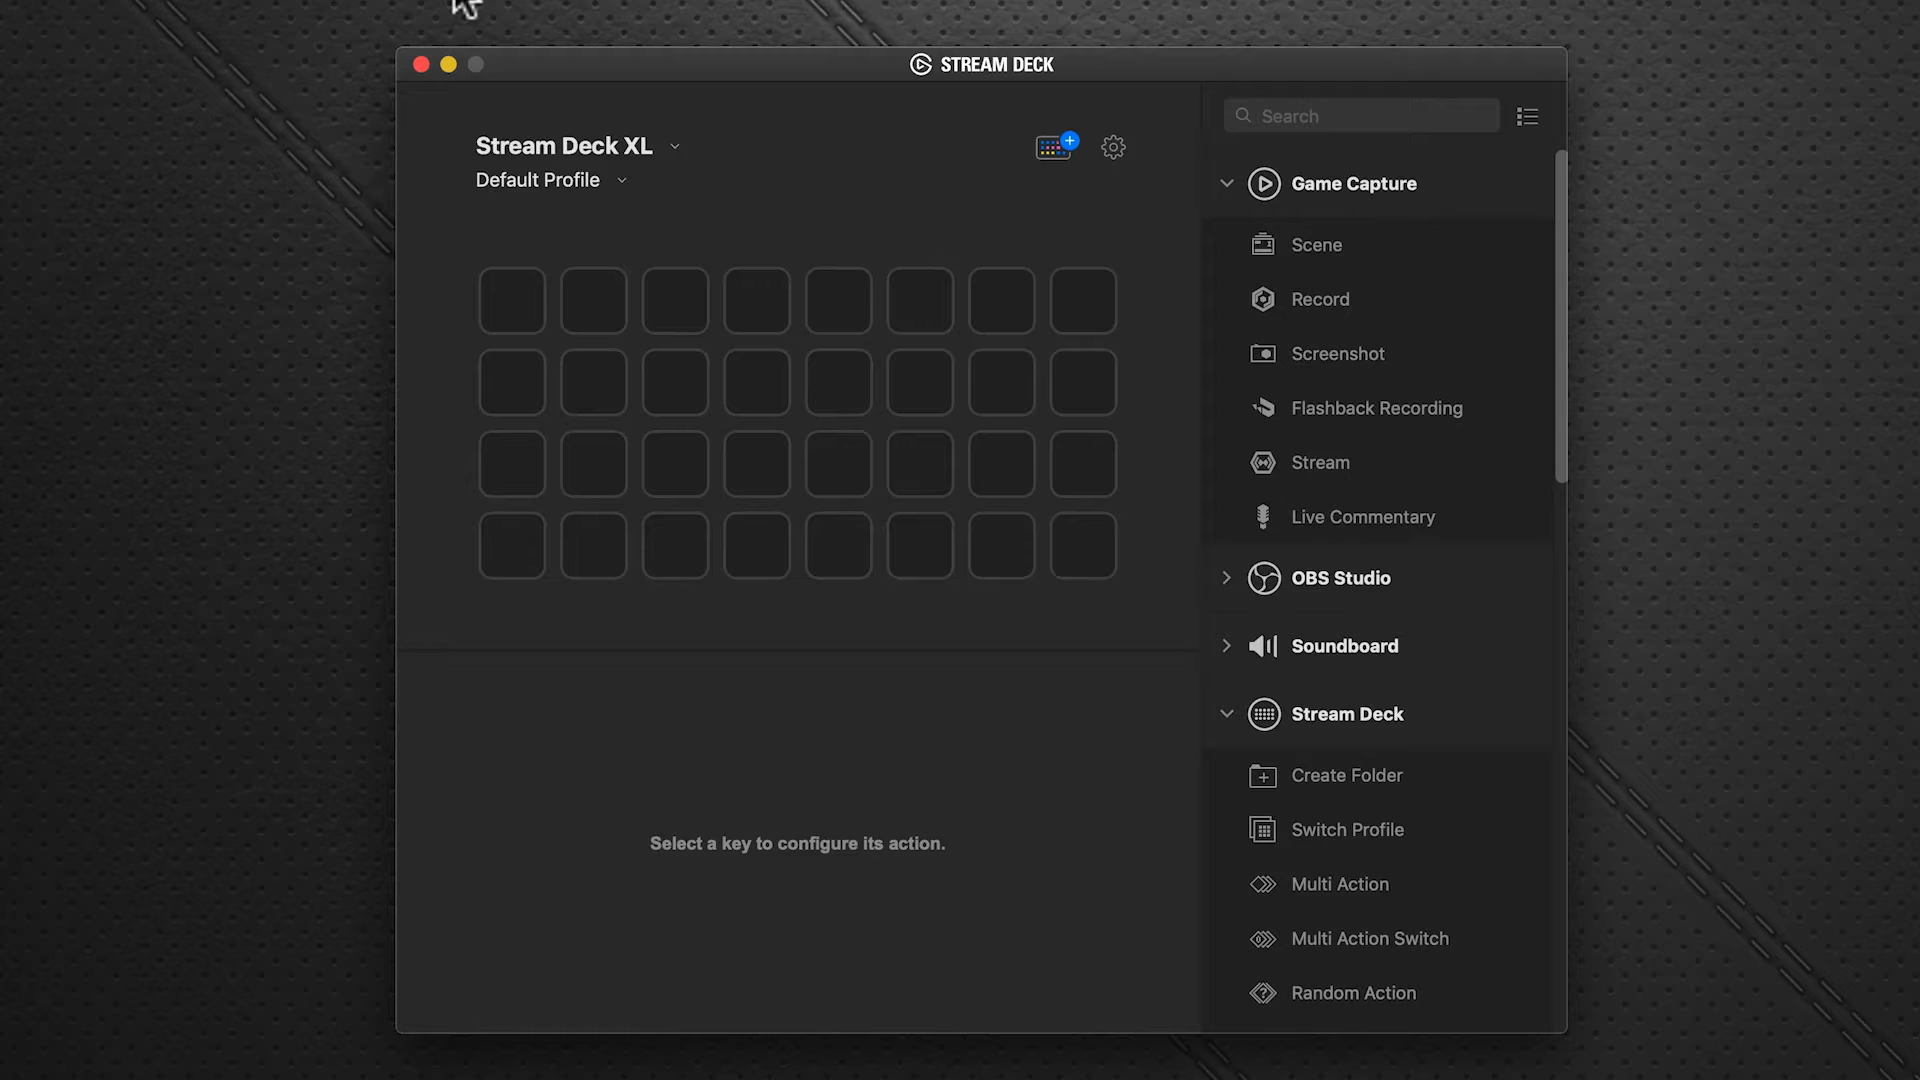 STREAM DECK
Stream Deck XL
Default Profile
Select a key to configure its action.
Search
Game Capture
Scene
Record
Screenshot
Flashback Recording
Stream
Live Commentary
OBS Studio
Soundboard
Stream Deck
Create Folder
Switch Profile
Multi Action
Multi Action Switch
Random Action